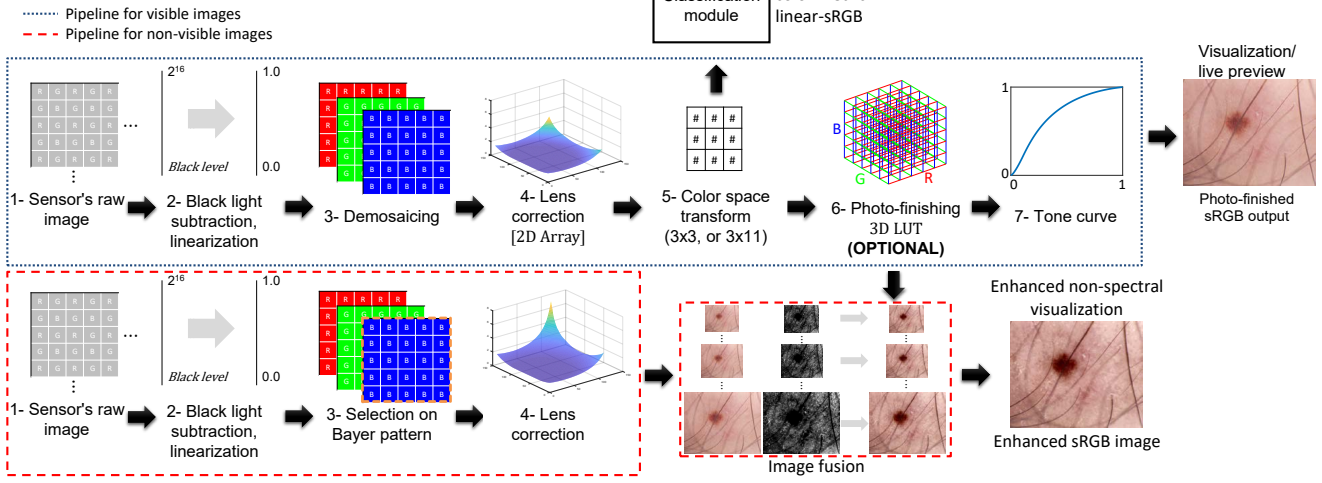 Pipeline for visible images
Pipeline for non-visible images
module
linear-sRGB
R G R G R
G B G B G
R G R G R
G B G B G
R G R G R
...
2^16
1.0
Black level
0.0
R R R R R
R
R
R
R
G G G G G
G
G
G
G
B B B B B
B B B B B
B B B B B
B B B B B
B B B B B
# # #
# # #
# # #
B
G
R
1
0
0
1
Visualization/
live preview
1- Sensor's raw
image
2- Black light
subtraction,
linearization
3- Demosaicing
4- Lens
correction
[2D Array]
5- Color space
transform
(3x3, or 3x11)
6- Photo-finishing
3D LUT
(OPTIONAL)
7- Tone curve
Photo-finished
sRGB output
R G R G R
G B G B G
R G R G R
G B G B G
R G R G R
...
2^16
1.0
Black level
0.0
R R R R R
R
R
R
R
G G G G G
G
G
G
G
B B B B B
B B B B B
B B B B B
B B B B B
B B B B B
1- Sensor's raw
image
2- Black light
subtraction,
linearization
3- Selection on
Bayer pattern
4- Lens
correction
Image fusion
Enhanced non-spectral
visualization
Enhanced sRGB image